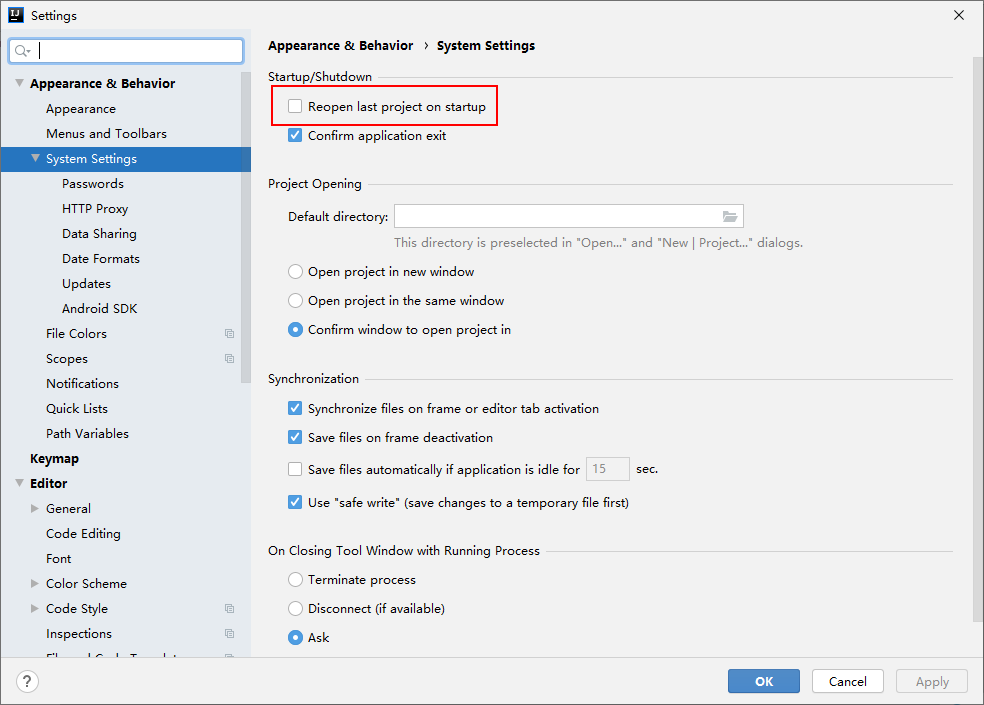 Settings
Appearance & Behavior
Appearance
Menus and Toolbars
System Settings
Passwords
HTTP Proxy
Data Sharing
Date Formats
Updates
Android SDK
File Colors
Scopes
Notifications
Quick Lists
Path Variables
Keymap
Editor
General
Code Editing
Font
Color Scheme
Code Style
Inspections
Appearance & Behavior › System Settings
Startup/Shutdown
Reopen last project on startup
Confirm application exit
Project Opening
Default directory:
This directory is preselected in "Open..." and "New | Project..." dialogs.
Open project in new window
Open project in the same window
Confirm window to open project in
Synchronization
Synchronize files on frame or editor tab activation
Save files on frame deactivation
Save files automatically if application is idle for 15 sec.
Use "safe write" (save changes to a temporary file first)
On Closing Tool Window with Running Process
Terminate process
Disconnect (if available)
Ask
? OK Cancel Apply